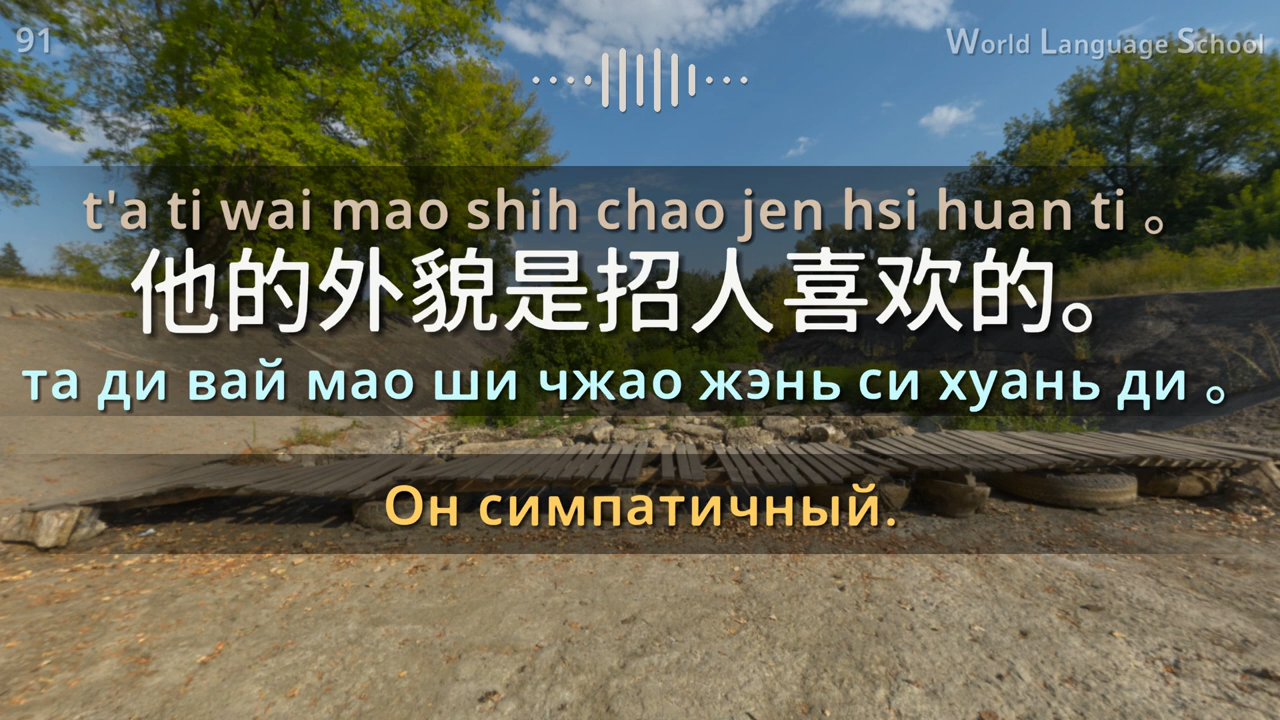 91
World Language School
t'a ti wai mao shih chao jen hsi huan ti 。
他的外貌是招人喜欢的。
та ди вай мао ши чжао жэнь си хуань ди 。
Он симпатичный.